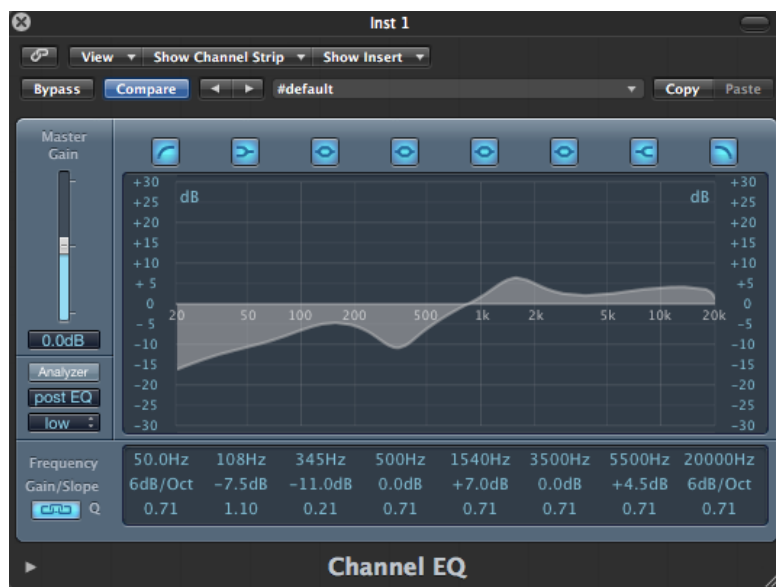 Inst 1
View Show Channel Strip Show Insert
Bypass Compare #default Copy Paste
Master
Gain
+30 +30
+25 dB dB +25
+20 +20
+15 +15
+10 +10
+ 5 +5
0 0
20 50 100 200 500 1k 2k 5k 10k 20k
- 5 -5
0.0dB
-10 -10
Analyzer -15 -15
-20 -20
post EQ
-25 -25
low -30 -30
Frequency 50.0Hz 108Hz 345Hz 500Hz 1540Hz 3500Hz 5500Hz 20000Hz
Gain/Slope 6dB/Oct -7.5dB -11.0dB 0.0dB +7.0dB 0.0dB +4.5dB 6dB/Oct
Q 0.71 1.10 0.21 0.71 0.71 0.71 0.71 0.71
Channel EQ